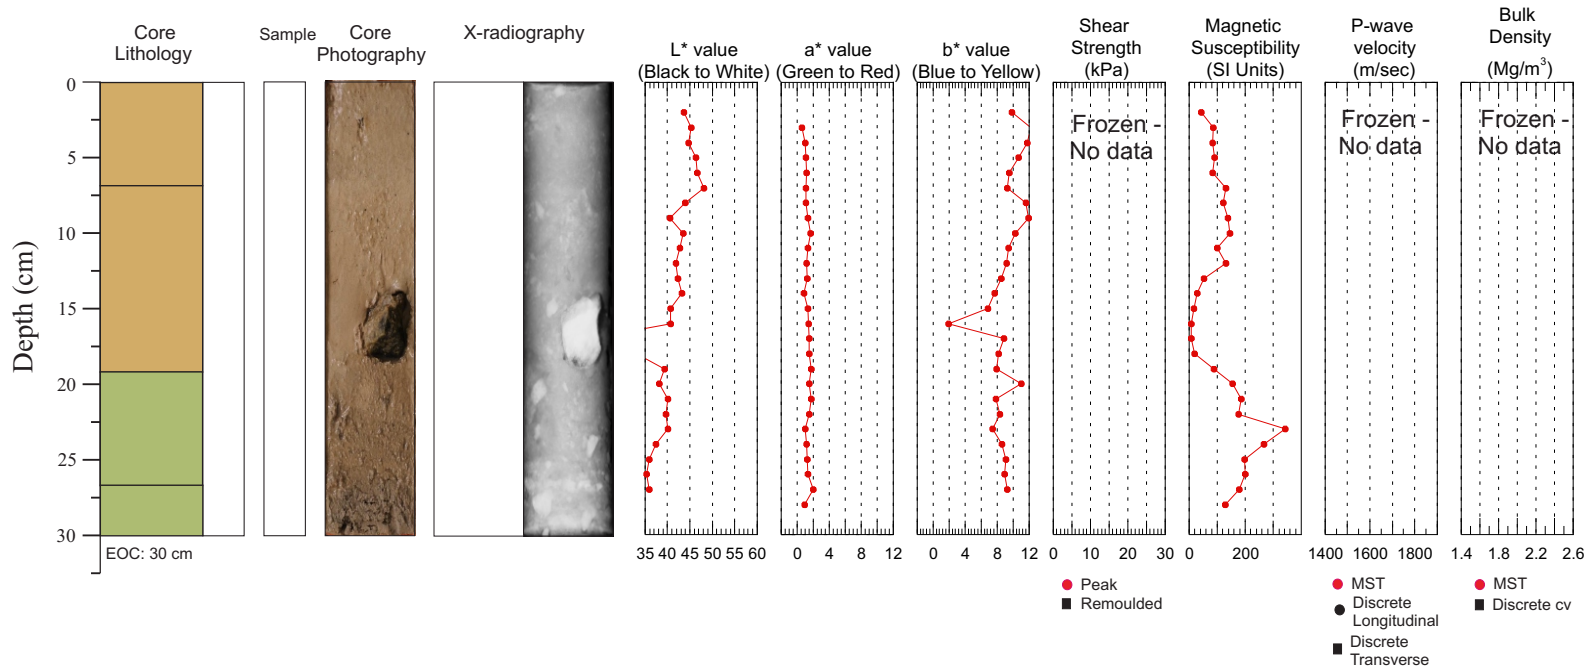 Core
Lithology
Sample
Core
Photography
X-radiography
L* value
(Black to White)
a* value
(Green to Red)
b* value
(Blue to Yellow)
Shear
Strength
(kPa)
Magnetic
Susceptibility
(SI Units)
P-wave
velocity
(m/sec)
Bulk
Density
(Mg/m³)
Depth (cm)
0
5
10
15
20
25
30
EOC: 30 cm
Frozen -
No data
Frozen -
No data
Frozen -
No data
35 40 45 50 55 60
0 4 8 12
0 4 8 12
0 10 20 30
0 200
1400 1600 1800
1.4 1.8 2.2 2.6
Peak
Remoulded
MST
Discrete
Longitudinal
Discrete
Transverse
MST
Discrete cv